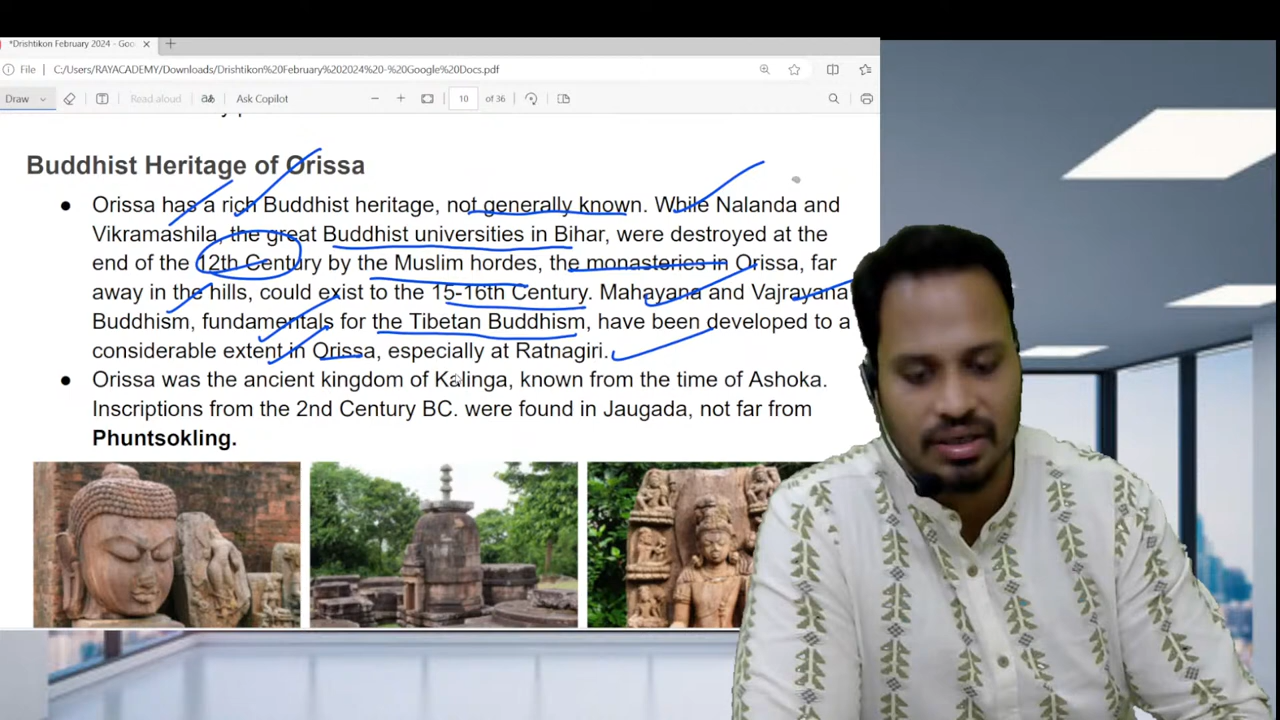 *Drishtikon February 2024 - Goo
File
C:/Users/RAYACADEMY/Downloads/Drishtikon%20February%202024%20-%20Google%20Docs.pdf
Draw
Read aloud
Ask Copilot
10 of 36
Buddhist Heritage of Orissa
Orissa has a rich Buddhist heritage, not generally known. While Nalanda and
Vikramashila, the great Buddhist universities in Bihar, were destroyed at the
end of the 12th Century by the Muslim hordes, the monasteries in Orissa, far
away in the hills, could exist to the 15-16th Century. Mahayana and Vajrayana
Buddhism, fundamentals for the Tibetan Buddhism, have been developed to a
considerable extent in Orissa, especially at Ratnagiri.
Orissa was the ancient kingdom of Kalinga, known from the time of Ashoka.
Inscriptions from the 2nd Century BC. were found in Jaugada, not far from
Phuntsokling.